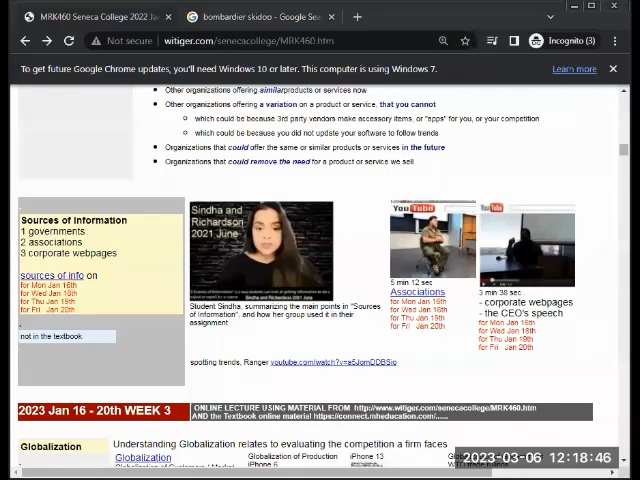 MRK460 Seneca College 2022 Ja
bombardier skidoo - Google Sea
Not secure
witiger.com/senecacollege/MRK460.htm
Incognito (3)
To get future Google Chrome updates, you'll need Windows 10 or later. This computer is using Windows 7.
Learn more
Other organizations offering similar products or services now
Other organizations offering a variation on a product or service, that you cannot
which could be because 3rd party vendors make accessory items, or "apps" for you, or your competition
which could be because you did not update your software to follow trends
Organizations that could offer the same or similar products or services in the future
Organizations that could remove the need for a product or service we sell
Sources of Information
1 governments
2 associations
3 corporate webpages
sources of info on
for Mon Jan 16th
for Wed Jan 18th
for Thu Jan 19th
for Fri Jan 20th
not in the textbook
Sindha and
Richardson
2021 June
Sindha and Richardson 2021 June
Student Sindha: summarizing the main points in "Sources
of Information", and how her group used it in their
assignment
You Tube
5 min 12 sec
Associations
for Mon Jan 16th
for Wed Jan 18th
for Thu Jan 19th
for Fri Jan 20th
You Tube
3 min 38 sec
- corporate webpages
- the CEO's speech
for Mon Jan 16th
for Wed Jan 18th
for Thu Jan 19th
for Fri Jan 20th
spotting trends, Ranger youtube.com/watch?v=a5JomDDBSio
2023 Jan 16 - 20th WEEK 3
ONLINE LECTURE USING MATERIAL FROM http://www.witiger.com/senecacollege/MRK460.htm
AND the Textbook online material https://connect.mheducation.com/......
Globalization
Understanding Globalization relates to evaluating the competition a firm faces
Globalization
Globalization of Production
iPhone 6
iPhone 13
2023-03-06 12:18:46